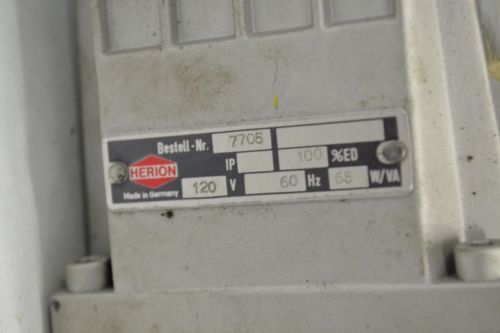 Bestell-Nr. 7705
IP 100 %ED
HERION
Made in Germany
120 V 60 Hz 65 W/VA